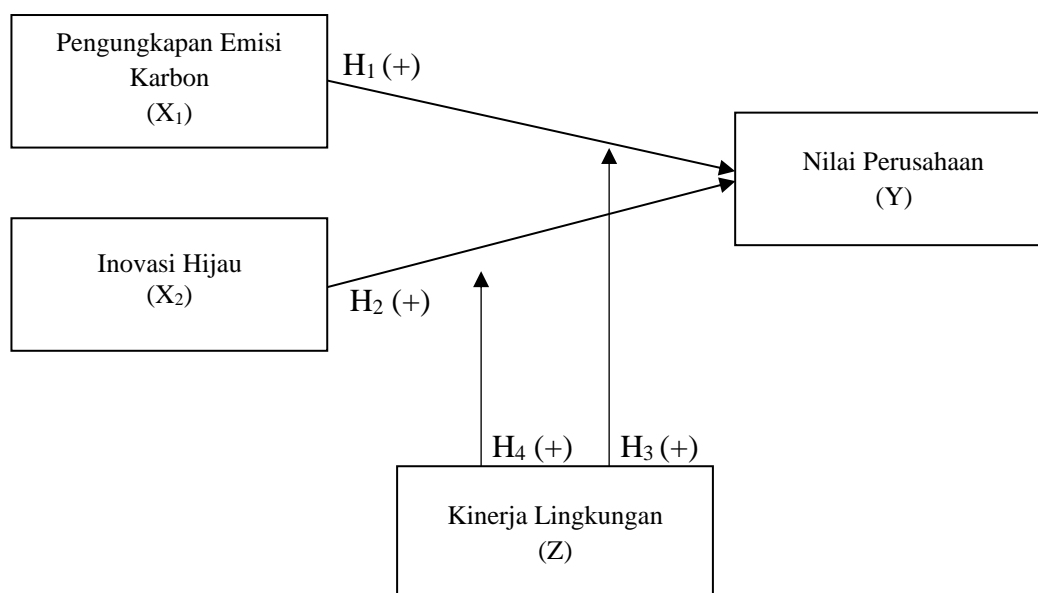 Pengungkapan Emisi
Karbon
(X₁)
H₁ (+)
Nilai Perusahaan
(Y)
Inovasi Hijau
(X₂)
H₂ (+)
H₄ (+)
H₃ (+)
Kinerja Lingkungan
(Z)